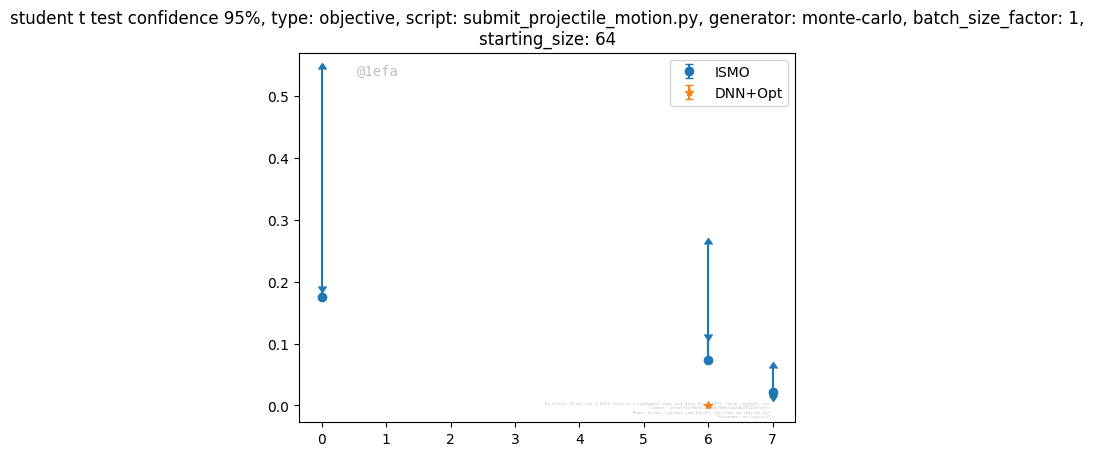 student t test confidence 95%, type: objective, script: submit_projectile_motion.py, generator: monte-carlo, batch_size_factor: 1,
starting_size: 64
@1efa
ISMO
DNN+Opt
0.5
0.4
0.3
0.2
0.1
0.0
0 1 2 3 4 5 6 7